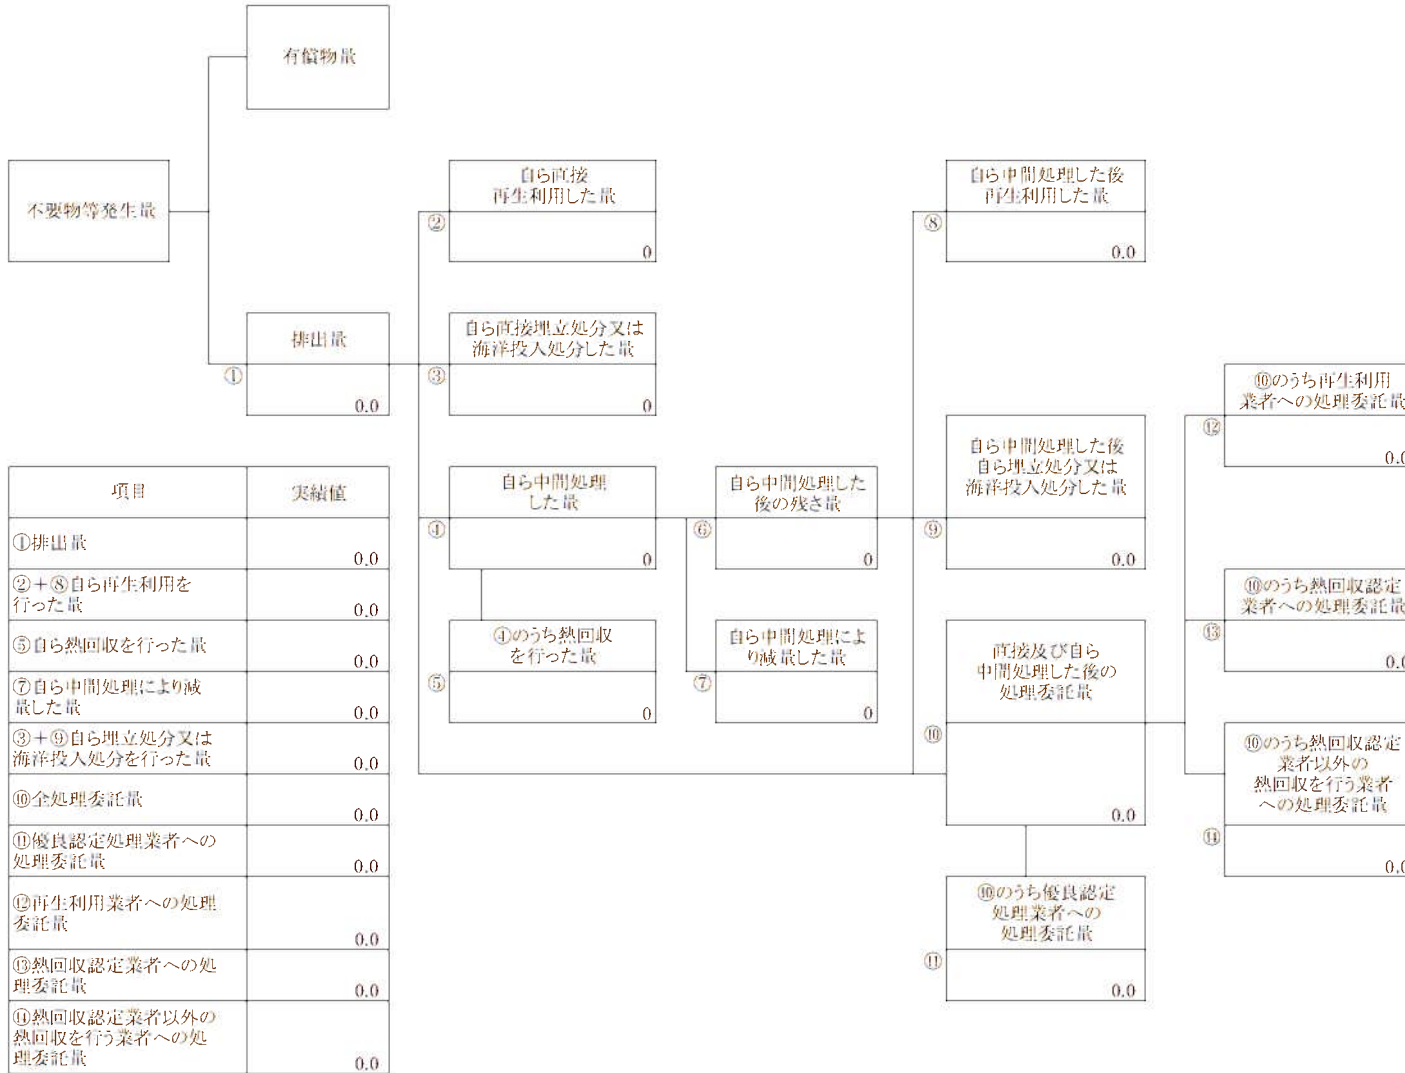 有償物量
不要物等発生量
排出量
①
0.0
自ら直接
再生利用した量
②
0
自ら直接埋立処分又は
海洋投入処分した量
③
0
自ら中間処理
した量
④
0
④のうち熱回収
を行った量
⑤
0
自ら中間処理した
後の残さ量
⑥
0
自ら中間処理によ
り減量した量
⑦
0
自ら中間処理した後
再生利用した量
⑧
0.0
自ら中間処理した後
自ら埋立処分又は
海洋投入処分した量
⑨
0.0
直接及び自ら
中間処理した後の
処理委託量
⑩
0.0
⑩のうち優良認定
処理業者への
処理委託量
⑪
0.0
⑩のうち再生利用
業者への処理委託量
⑫
0.0
⑩のうち熱回収認定
業者への処理委託量
⑬
0.0
⑩のうち熱回収認定
業者以外の
熱回収を行う業者
への処理委託量
⑭
0.0
項目 実績値
①排出量 0.0
②+⑧自ら再生利用を
行った量 0.0
⑤自ら熱回収を行った量 0.0
⑦自ら中間処理により減
量した量 0.0
③+⑨自ら埋立処分又は
海洋投入処分を行った量 0.0
⑩全処理委託量 0.0
⑪優良認定処理業者への
処理委託量 0.0
⑫再生利用業者への処理
委託量 0.0
⑬熱回収認定業者への処
理委託量 0.0
⑭熱回収認定業者以外の
熱回収を行う業者への処
理委託量 0.0